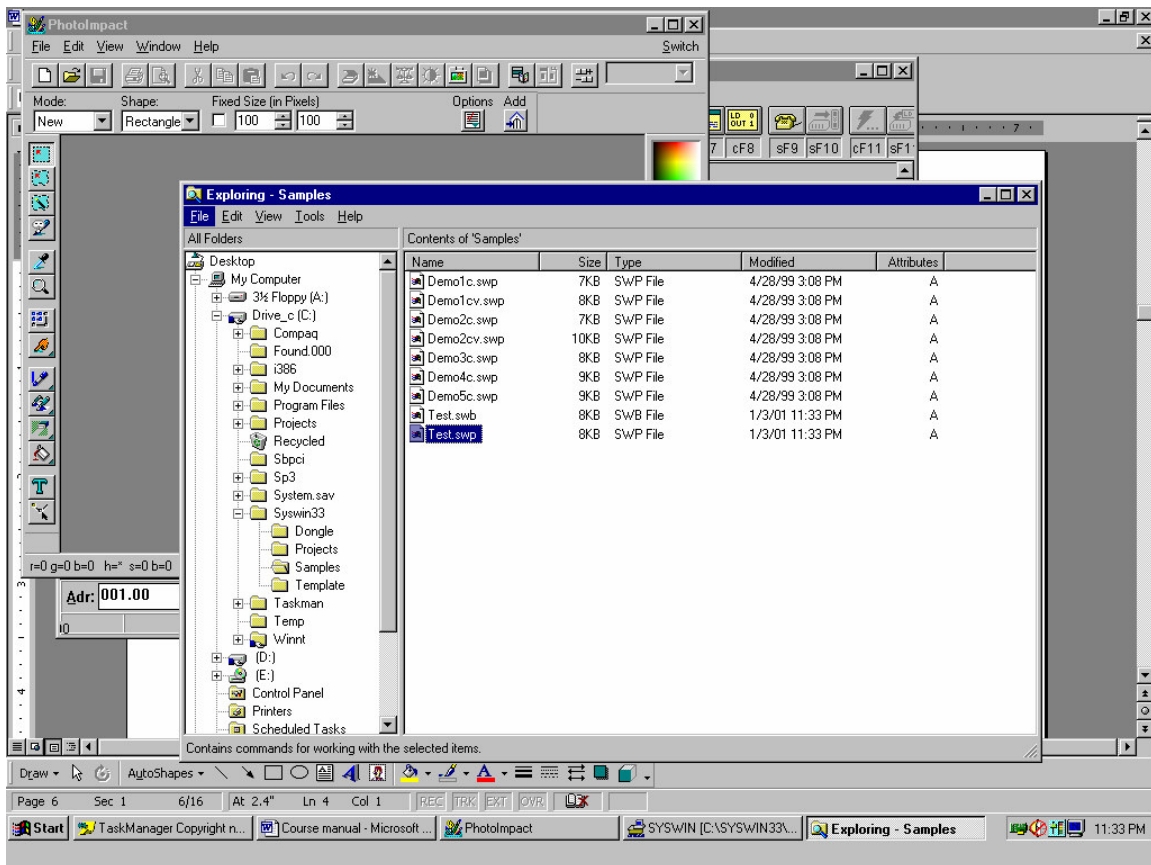 PhotoImpact
File Edit View Window Help Switch
Mode: Shape: Fixed Size (in Pixels) Options Add
New Rectangle 100 100
LD 0
OUT 1
7 cF8 sF9 sF10 cF11 sF1
7
Exploring - Samples
File Edit View Tools Help
All Folders Contents of 'Samples'
Name Size Type Modified Attributes
Desktop
My Computer
3½ Floppy (A:)
Drive_c (C:)
Compaq
Found.000
i386
My Documents
Program Files
Projects
Recycled
Sbpci
Sp3
System.sav
Syswin33
Dongle
Projects
Samples
Template
Taskman
Temp
Winnt
(D:)
(E:)
Control Panel
Printers
Scheduled Tasks
Demo1c.swp 7KB SWP File 4/28/99 3:08 PM A
Demo1cv.swp 8KB SWP File 4/28/99 3:08 PM A
Demo2c.swp 7KB SWP File 4/28/99 3:08 PM A
Demo2cv.swp 10KB SWP File 4/28/99 3:08 PM A
Demo3c.swp 8KB SWP File 4/28/99 3:08 PM A
Demo4c.swp 9KB SWP File 4/28/99 3:08 PM A
Demo5c.swp 9KB SWP File 4/28/99 3:08 PM A
Test.swb 8KB SWB File 1/3/01 11:33 PM A
Test.swp 8KB SWP File 1/3/01 11:33 PM A
Contains commands for working with the selected items.
r=0 g=0 b=0 h=* s=0 b=0
Adr: 001.00
3
4
Draw AutoShapes
Page 6 Sec 1 6/16 At 2.4" Ln 4 Col 1 REC TRK EXT OVR
Start TaskManager Copyright n... Course manual - Microsoft ... PhotoImpact SYSWIN [C:\SYSWIN33\... Exploring - Samples 11:33 PM